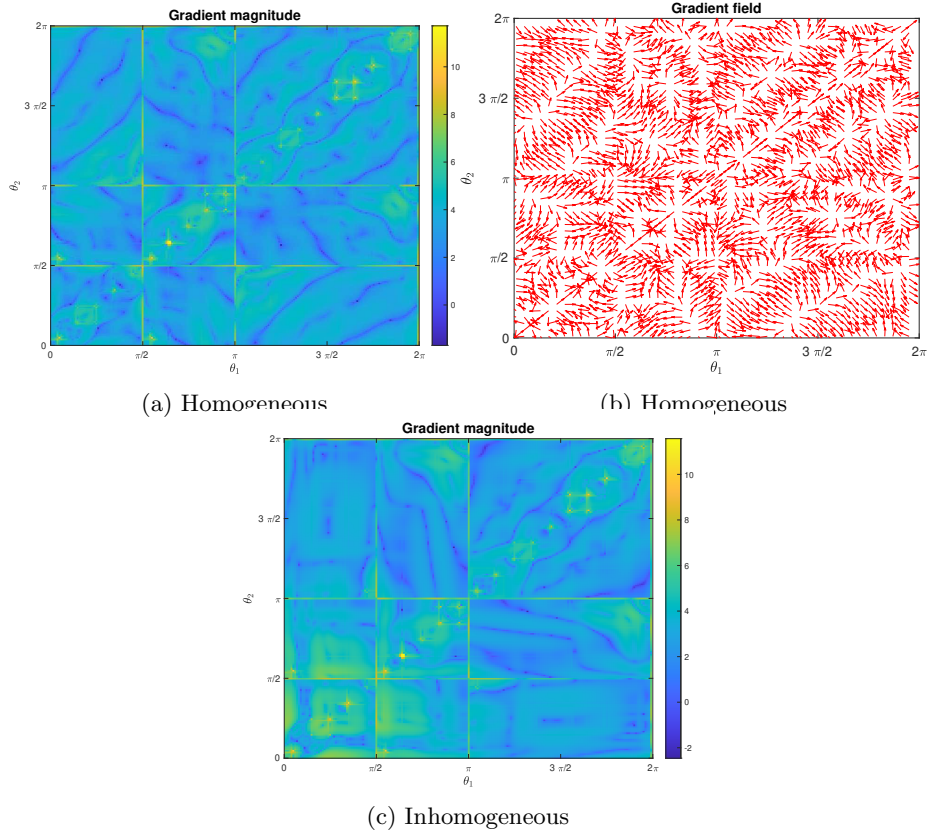 Gradient magnitude
2π
3 π/2
π
π/2
0
θ2
0
π/2
π
3 π/2
2π
θ1
10
8
6
4
2
0
(a) Homogeneous
Gradient field
2π
3 π/2
π
π/2
0
θ2
0
π/2
π
3 π/2
2π
θ1
(b) Homogeneous
Gradient magnitude
2π
3 π/2
π
π/2
0
θ2
0
π/2
π
3 π/2
2π
θ1
10
8
6
4
2
0
-2
(c) Inhomogeneous